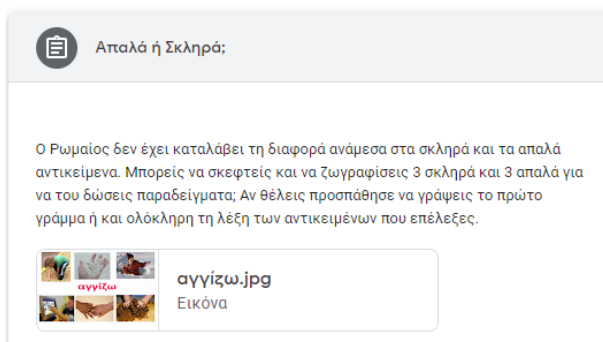 Απαλά ή Σκληρά;
Ο Ρωμαίος δεν έχει καταλάβει τη διαφορά ανάμεσα στα σκληρά και τα απαλά
αντικείμενα. Μπορείς να σκεφτείς και να ζωγραφίσεις 3 σκληρά και 3 απαλά για
να του δώσεις παραδείγματα; Αν θέλεις προσπάθησε να γράψεις το πρώτο
γράμμα ή και ολόκληρη τη λέξη των αντικειμένων που επέλεξες.
αγγίζω
αγγίζω.jpg
Εικόνα